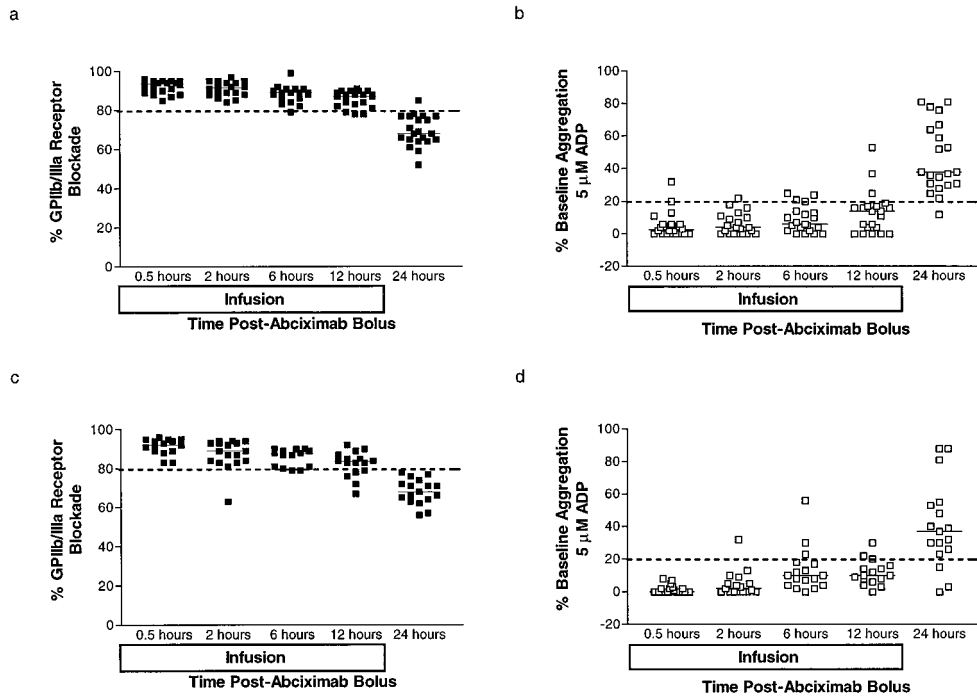 a
% GPIIb/IIIa Receptor
Blockade
100
80
60
40
20
0
0.5 hours 2 hours 6 hours 12 hours 24 hours
Infusion
Time Post-Abciximab Bolus
b
% Baseline Aggregation
5 μM ADP
100
80
60
40
20
0
-20
0.5 hours 2 hours 6 hours 12 hours 24 hours
Infusion
Time Post-Abciximab Bolus
c
% GPIIb/IIIa Receptor
Blockade
100
80
60
40
20
0
0.5 hours 2 hours 6 hours 12 hours 24 hours
Infusion
Time Post-Abciximab Bolus
d
% Baseline Aggregation
5 μM ADP
100
80
60
40
20
0
-20
0.5 hours 2 hours 6 hours 12 hours 24 hours
Infusion
Time Post-Abciximab Bolus